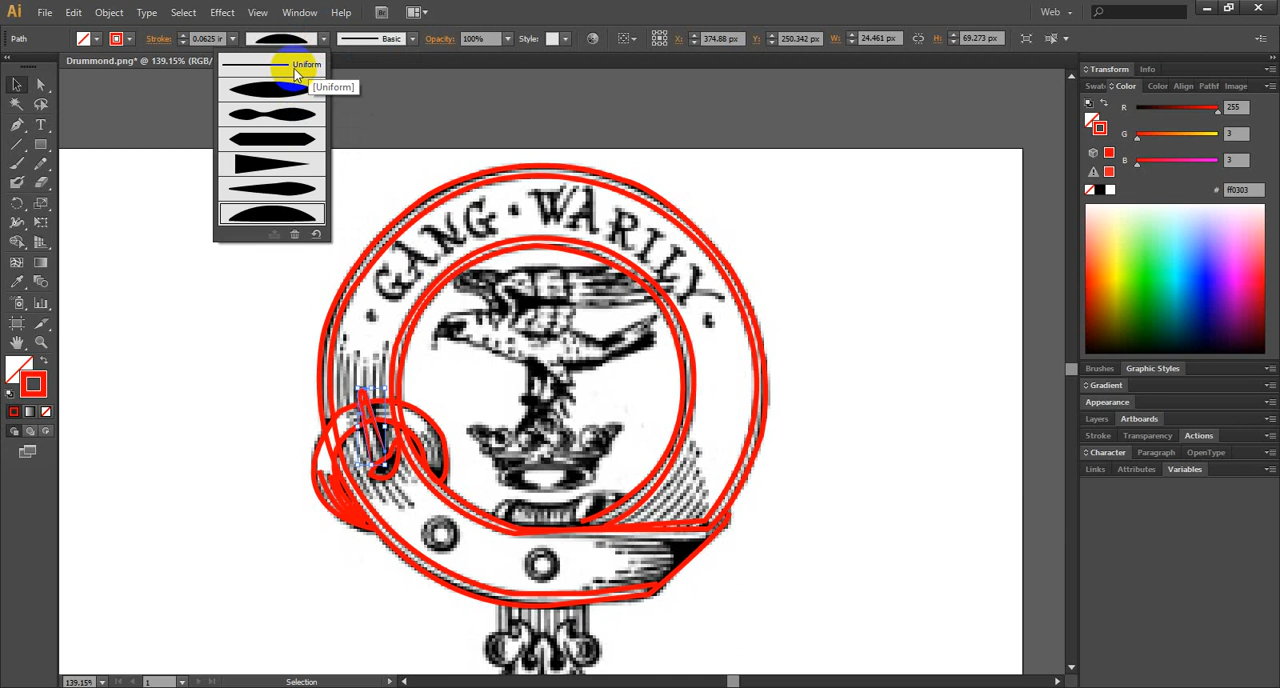 Ai File Edit Object Type Select Effect View Window Help Br Web
Path Stroke: 0.0625 in Basic Opacity: 100% Style: X: 374.88 px Y: 250.342 px W: 24.461 px H: 69.273 px
Drummond.png* @ 139.15% (RGB/
Uniform
[Uniform]
Transform Info
Swatc Color Color Align Pathfi Image
R 255
G 3
B 3
# ff0303
GANG · WARILY ·
Brushes Graphic Styles
Gradient
Appearance
Layers Artboards
Stroke Transparency Actions
Character Paragraph OpenType
Links Attributes Variables
139.15% 1 Selection